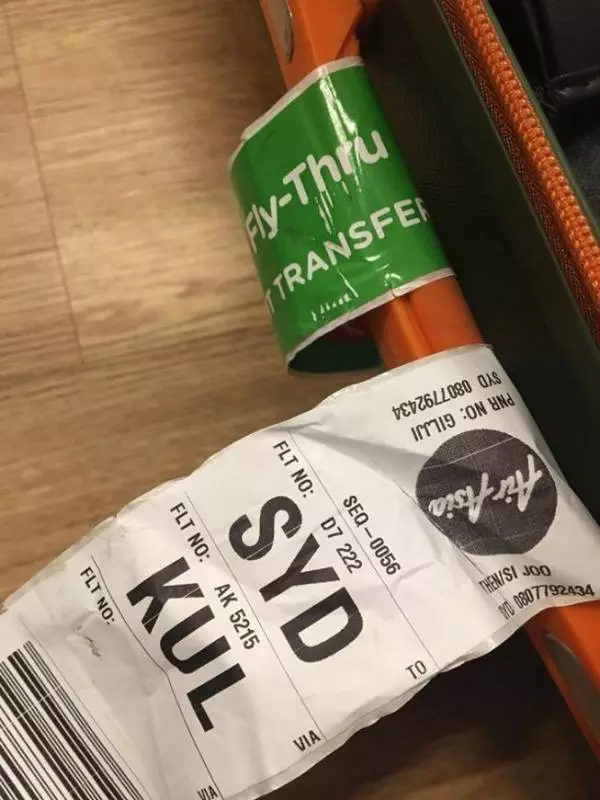 Fly-Thru
TRANSFER
PNR NO: GILJJI
SYD 0807792434
AirAsia
THEN/SI JOO
0807792434
TO
SEQ-0056
FLT NO: D7 222
SYD
VIA
FLT NO: AK 5215
KUL
VIA
FLT NO: